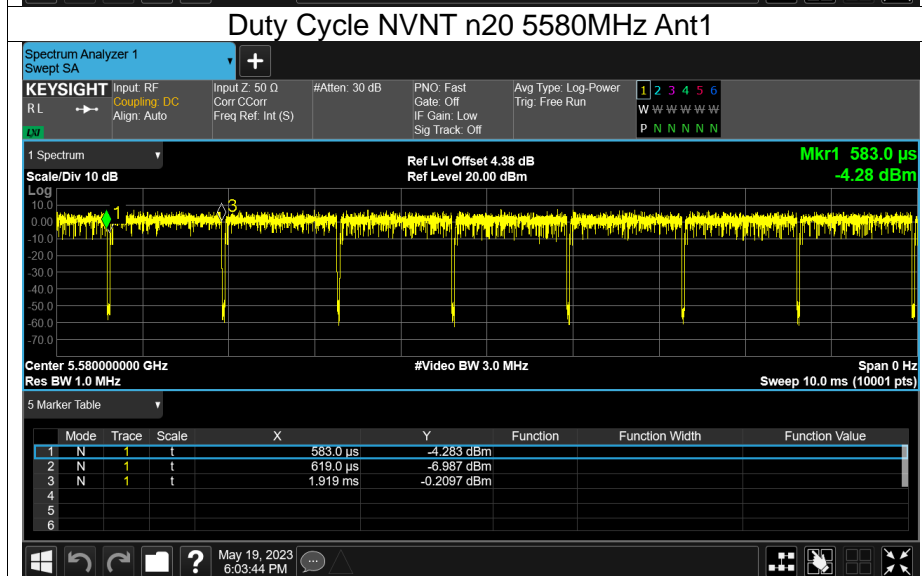 Duty Cycle NVNT n20 5580MHz Ant1
Spectrum Analyzer 1
Swept SA
+
KEYSIGHT Input: RF Input Z: 50 Ω #Atten: 30 dB PNO: Fast Avg Type: Log-Power 1 2 3 4 5 6
RL Coupling: DC Corr CCorr Gate: Off Trig: Free Run W W W W W W
Align: Auto Freq Ref: Int (S) IF Gain: Low
LXI Sig Track: Off P N N N N N
1 Spectrum Ref Lvl Offset 4.38 dB Mkr1 583.0 µs
Scale/Div 10 dB Ref Level 20.00 dBm -4.28 dBm
Log
10.0
0.00
-10.0
-20.0
-30.0
-40.0
-50.0
-60.0
-70.0
1 3
Center 5.580000000 GHz #Video BW 3.0 MHz Span 0 Hz
Res BW 1.0 MHz Sweep 10.0 ms (10001 pts)
5 Marker Table
Mode Trace Scale X Y Function Function Width Function Value
1 N 1 t 583.0 µs -4.283 dBm
2 N 1 t 619.0 µs -6.987 dBm
3 N 1 t 1.919 ms -0.2097 dBm
4
5
6
? May 19, 2023
6:03:44 PM